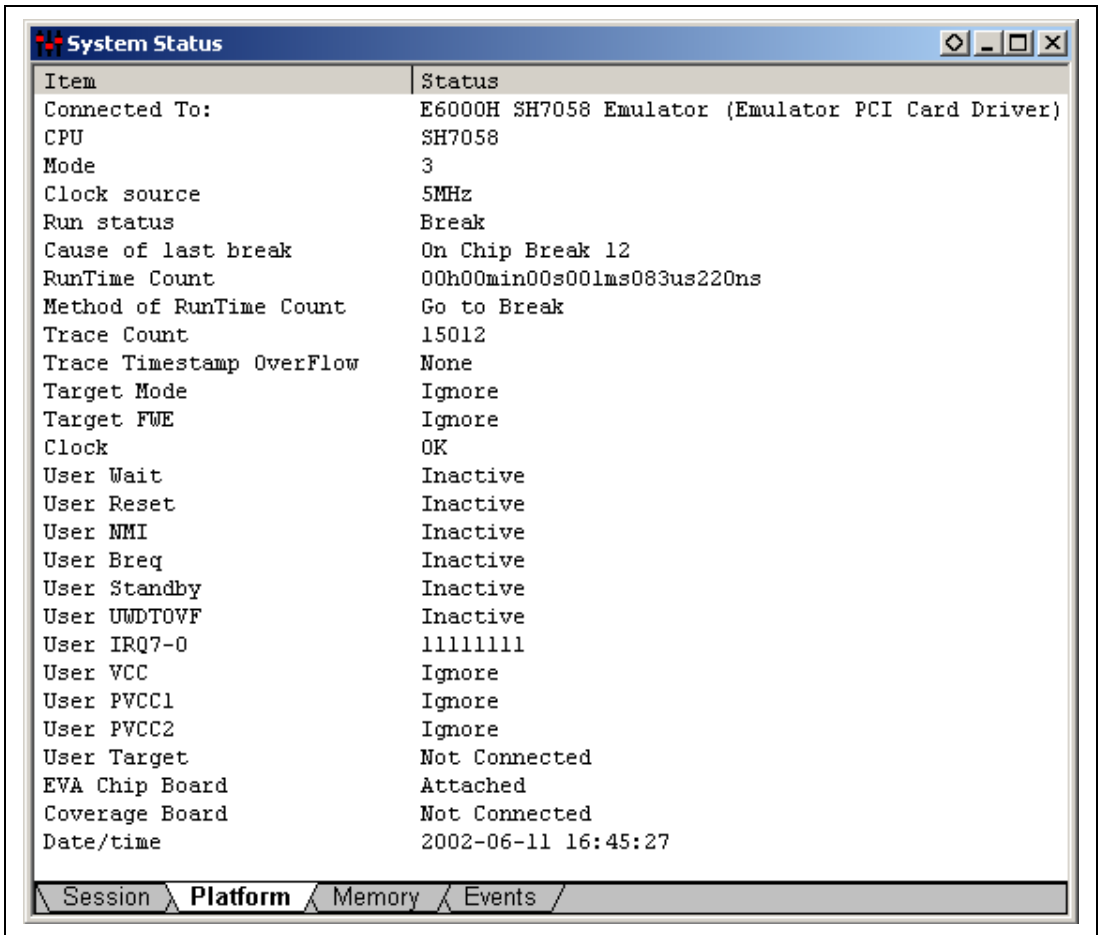 System Status
Item Status
Connected To: E6000H SH7058 Emulator (Emulator PCI Card Driver)
CPU SH7058
Mode 3
Clock source 5MHz
Run status Break
Cause of last break On Chip Break 12
RunTime Count 00h00min00s001ms083us220ns
Method of RunTime Count Go to Break
Trace Count 15012
Trace Timestamp OverFlow None
Target Mode Ignore
Target FWE Ignore
Clock OK
User Wait Inactive
User Reset Inactive
User NMI Inactive
User Breq Inactive
User Standby Inactive
User UWDTOVF Inactive
User IRQ7-0 11111111
User VCC Ignore
User PVCC1 Ignore
User PVCC2 Ignore
User Target Not Connected
EVA Chip Board Attached
Coverage Board Not Connected
Date/time 2002-06-11 16:45:27
Session Platform Memory Events